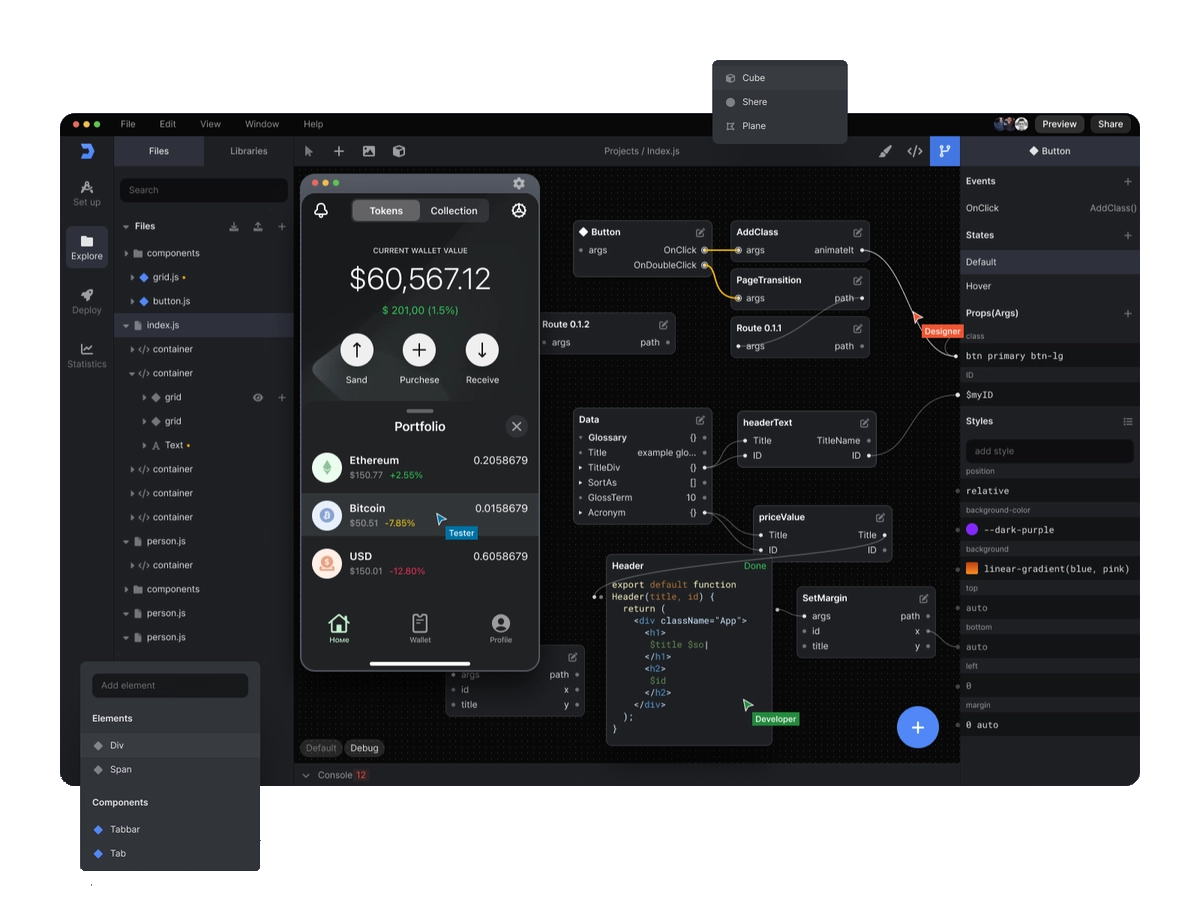 Cube
Shere
Plane
File Edit View Window Help
Preview Share
Files Libraries
Projects / Index.js
Button
Set up
Explore
Deploy
Statistics
Search
Files
components
grid.js
button.js
index.js
</> container
</> container
grid
grid
A Text
</> container
</> container
</> container
person.js
</> container
components
person.js
person.js
Add element
Elements
Div
Span
Components
Tabbar
Tab
Tokens Collection
CURRENT WALLET VALUE
$60,567.12
$ 201,00 (1.5%)
Sand Purchese Receive
Portfolio
Ethereum 0.2058679
$150.77 +2.55%
Bitcoin 0.0158679
$50.51 -7.85%
Tester
USD 0.6058679
$150.01 -12.80%
Home Wallet Profile
Button
args OnClick
OnDoubleClick
AddClass
args animateIt
PageTransition
args path
Route 0.1.2
args path
Route 0.1.1
args path
Designer
Data
Glossary {}
Title example glo...
TitleDiv {}
SortAs []
GlossTerm 10
Acronym {}
headerText
Title TitleName
ID ID
priceValue
Title Title
ID ID
Header Done
export default function
Header(title, id) {
return (
<div className="App">
<h1>
$title $so|
</h1>
<h2>
$id
</h2>
</div>
);
}
Developer
SetMargin
args path
id x
title y
args path
id x
title y
Default Debug
Console 12
Events
OnClick AddClass()
States
Default
Hover
Props(Args)
class
btn primary btn-lg
ID
$myID
Styles
add style
position
relative
background-color
--dark-purple
background
linear-gradient(blue, pink)
top
auto
bottom
auto
left
0
margin
0 auto